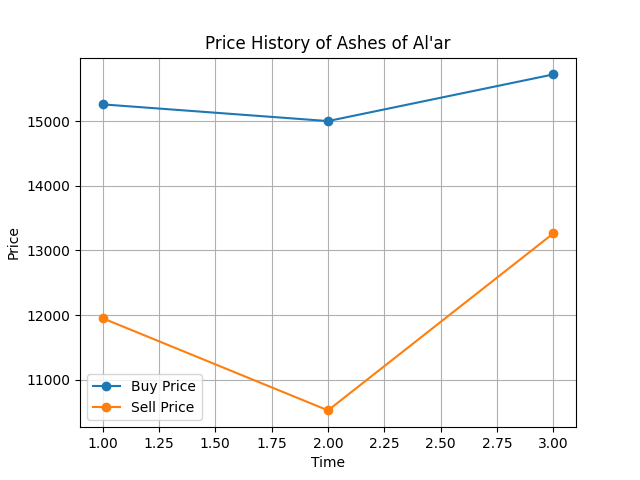 Price History of Ashes of Al'ar
Price
15000
14000
13000
12000
11000
Buy Price
Sell Price
1.00 1.25 1.50 1.75 2.00 2.25 2.50 2.75 3.00
Time